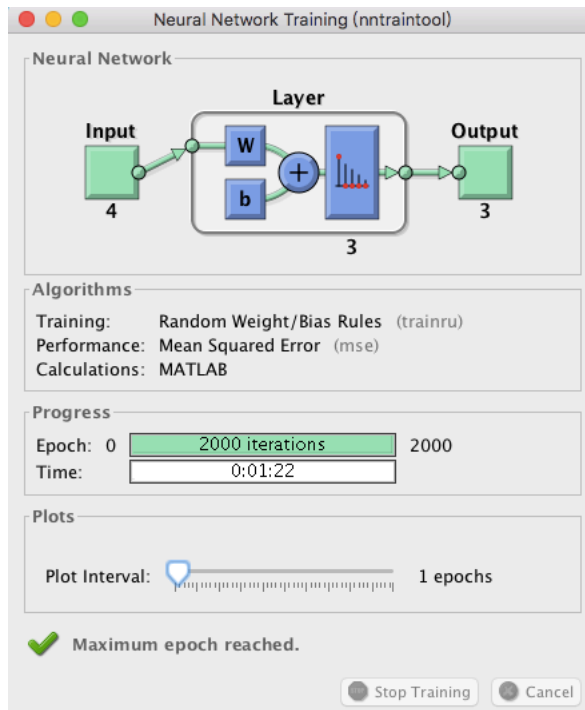 Neural Network Training (nntraintool)
Neural Network
Layer
Input
Output
W
b
+
4
3
3
Algorithms
Training: Random Weight/Bias Rules (trainru)
Performance: Mean Squared Error (mse)
Calculations: MATLAB
Progress
Epoch: 0 2000 iterations 2000
Time: 0:01:22
Plots
Plot Interval: 1 epochs
Maximum epoch reached.
Stop Training Cancel